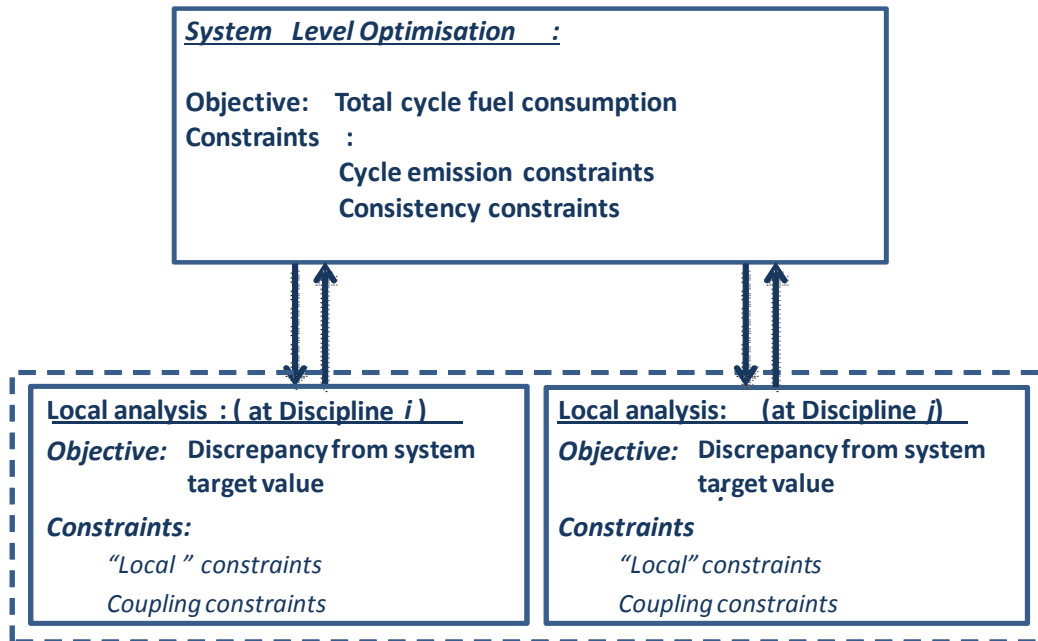 System Level Optimisation :
Objective: Total cycle fuel consumption
Constraints :
Cycle emission constraints
Consistency constraints
Local analysis : ( at Discipline i )
Objective: Discrepancy from system
target value
Constraints:
“Local ” constraints
Coupling constraints
Local analysis: (at Discipline j)
Objective: Discrepancy from system
target value
:
Constraints
“Local” constraints
Coupling constraints